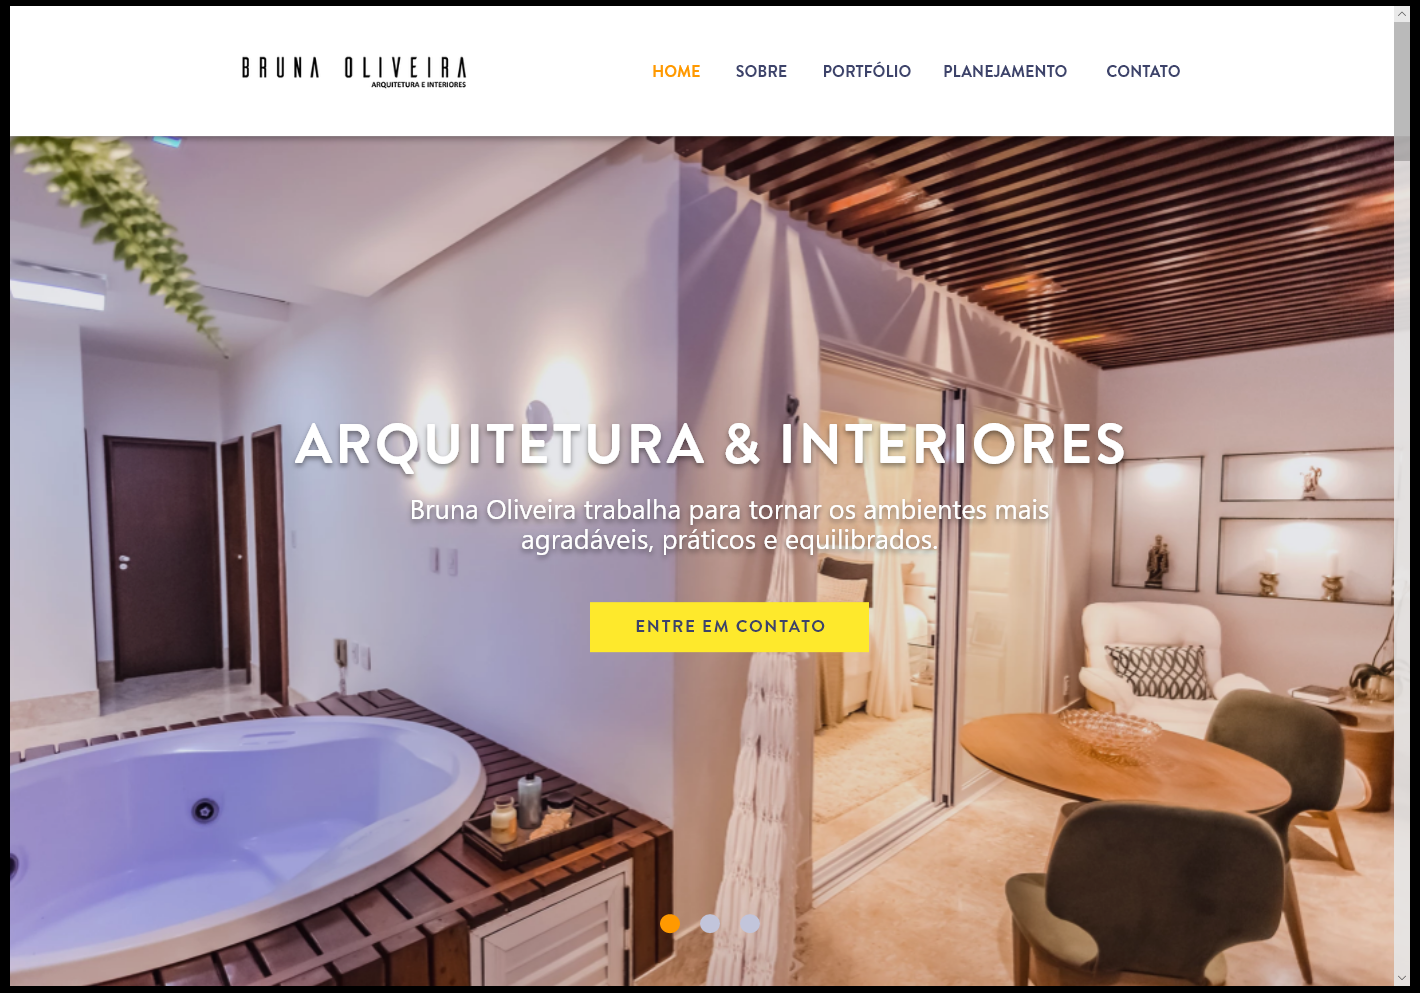 BRUNA OLIVEIRA
ARQUITETURA E INTERIORES
HOME SOBRE PORTFÓLIO PLANEJAMENTO CONTATO
ARQUITETURA & INTERIORES
Bruna Oliveira trabalha para tornar os ambientes mais
agradáveis, práticos e equilibrados.
ENTRE EM CONTATO